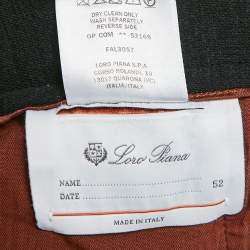 DRY CLEAN ONLY
WASH SEPARATELY
REVERSE SIDE
GP COM ** 52168
FAL3057
LORO PIANA S.P.A.
CORSO ROLANDI, 10
13017 QUARONA (VC)
ITALIA, ITALY
Loro Piana
NAME 52
DATE
MADE IN ITALY